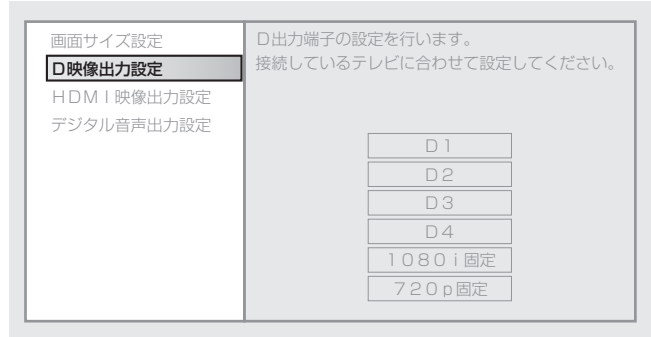 画面サイズ設定
D映像出力設定
HDMI映像出力設定
デジタル音声出力設定
D出力端子の設定を行います。
接続しているテレビに合わせて設定してください。
D1
D2
D3
D4
1080i固定
720p固定